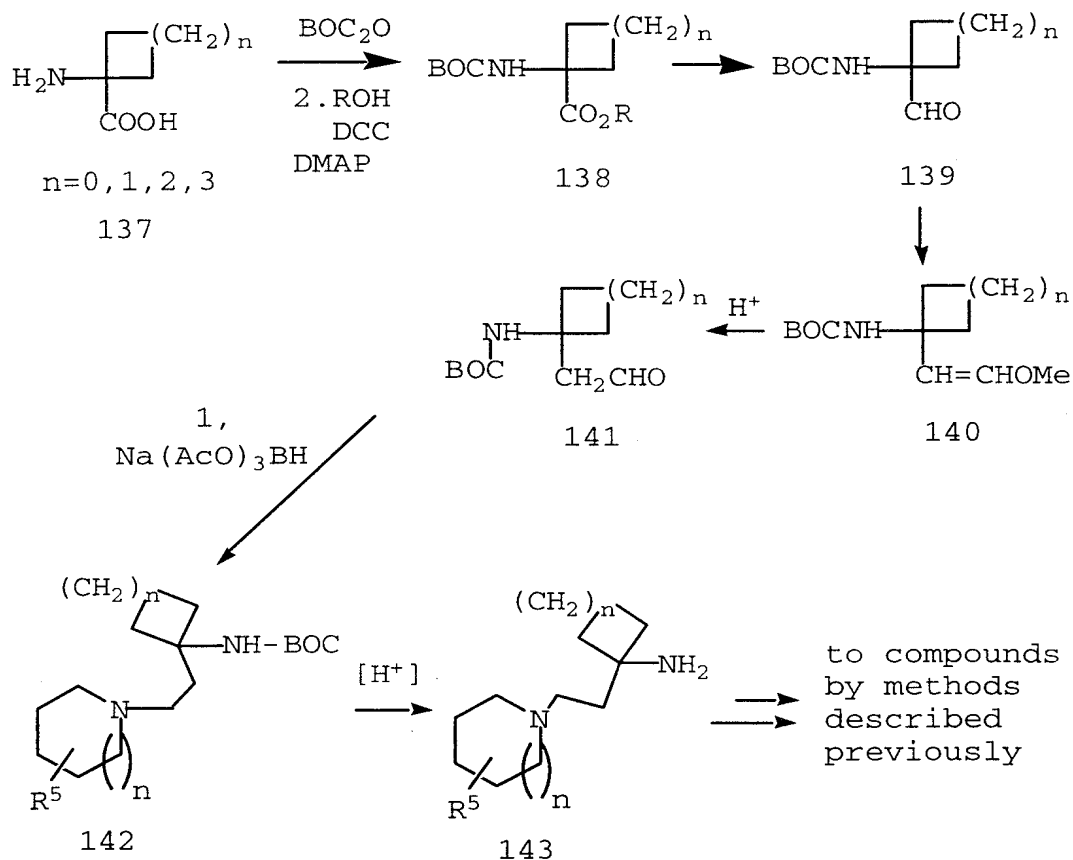 H₂N
(CH₂)ₙ
COOH
n=0,1,2,3
137
BOC₂O
2.ROH
DCC
DMAP
BOCNH
(CH₂)ₙ
CO₂R
138
BOCNH
(CH₂)ₙ
CHO
139
BOCNH
(CH₂)ₙ
CH=CHOMe
140
H⁺
NH
BOC
(CH₂)ₙ
CH₂CHO
141
1,
Na(AcO)₃BH
(CH₂)ₙ
NH-BOC
N
( )ₙ
R⁵
142
[H⁺]
(CH₂)ₙ
NH₂
N
( )ₙ
R⁵
143
to compounds
by methods
described
previously